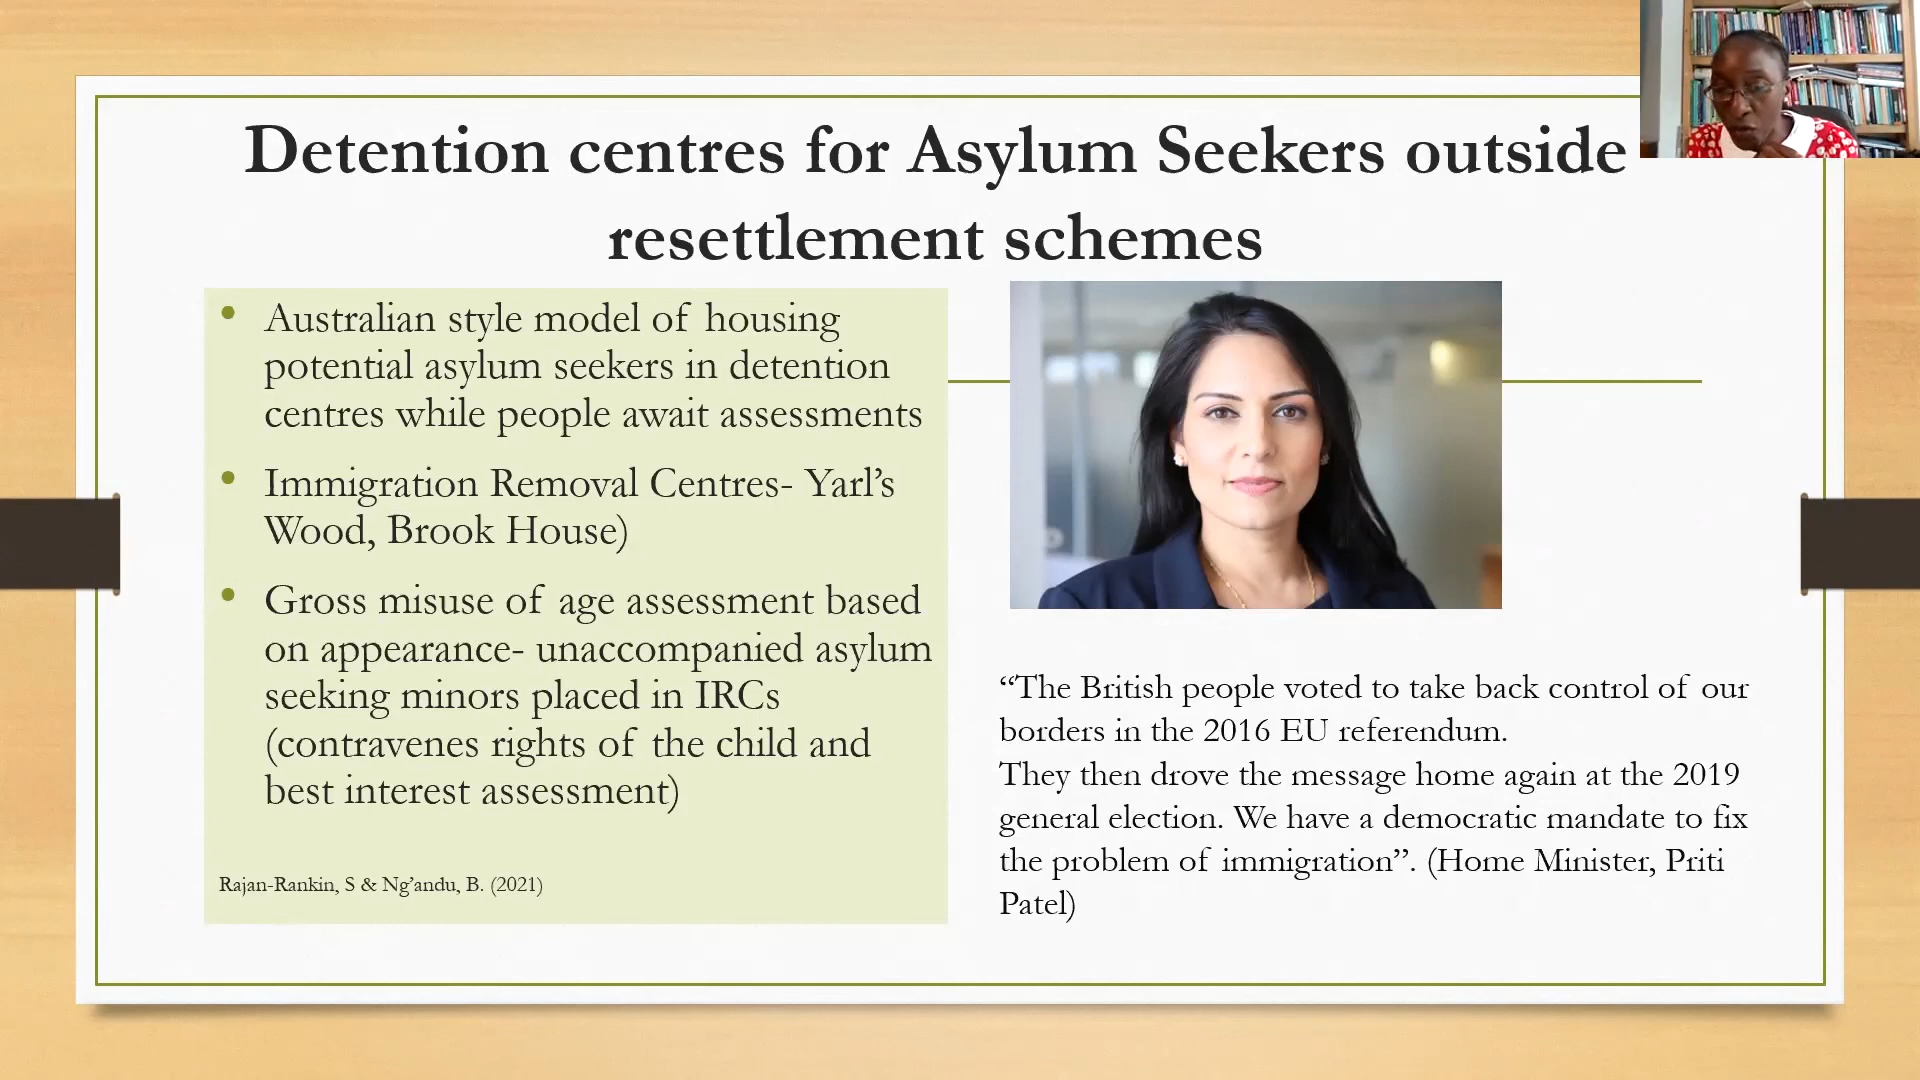 Detention centres for Asylum Seekers outside
resettlement schemes
• Australian style model of housing
potential asylum seekers in detention
centres while people await assessments
• Immigration Removal Centres- Yarl’s
Wood, Brook House)
• Gross misuse of age assessment based
on appearance- unaccompanied asylum
seeking minors placed in IRCs
(contravenes rights of the child and
best interest assessment)
Rajan-Rankin, S & Ng’andu, B. (2021)
“The British people voted to take back control of our
borders in the 2016 EU referendum.
They then drove the message home again at the 2019
general election. We have a democratic mandate to fix
the problem of immigration”. (Home Minister, Priti
Patel)